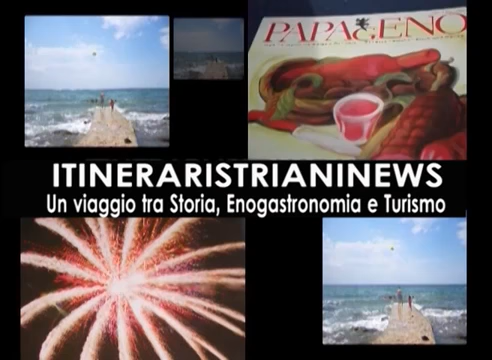 PAPAGENO
ITINERARISTRIANINEWS
Un viaggio tra Storia, Enogastronomia e Turismo